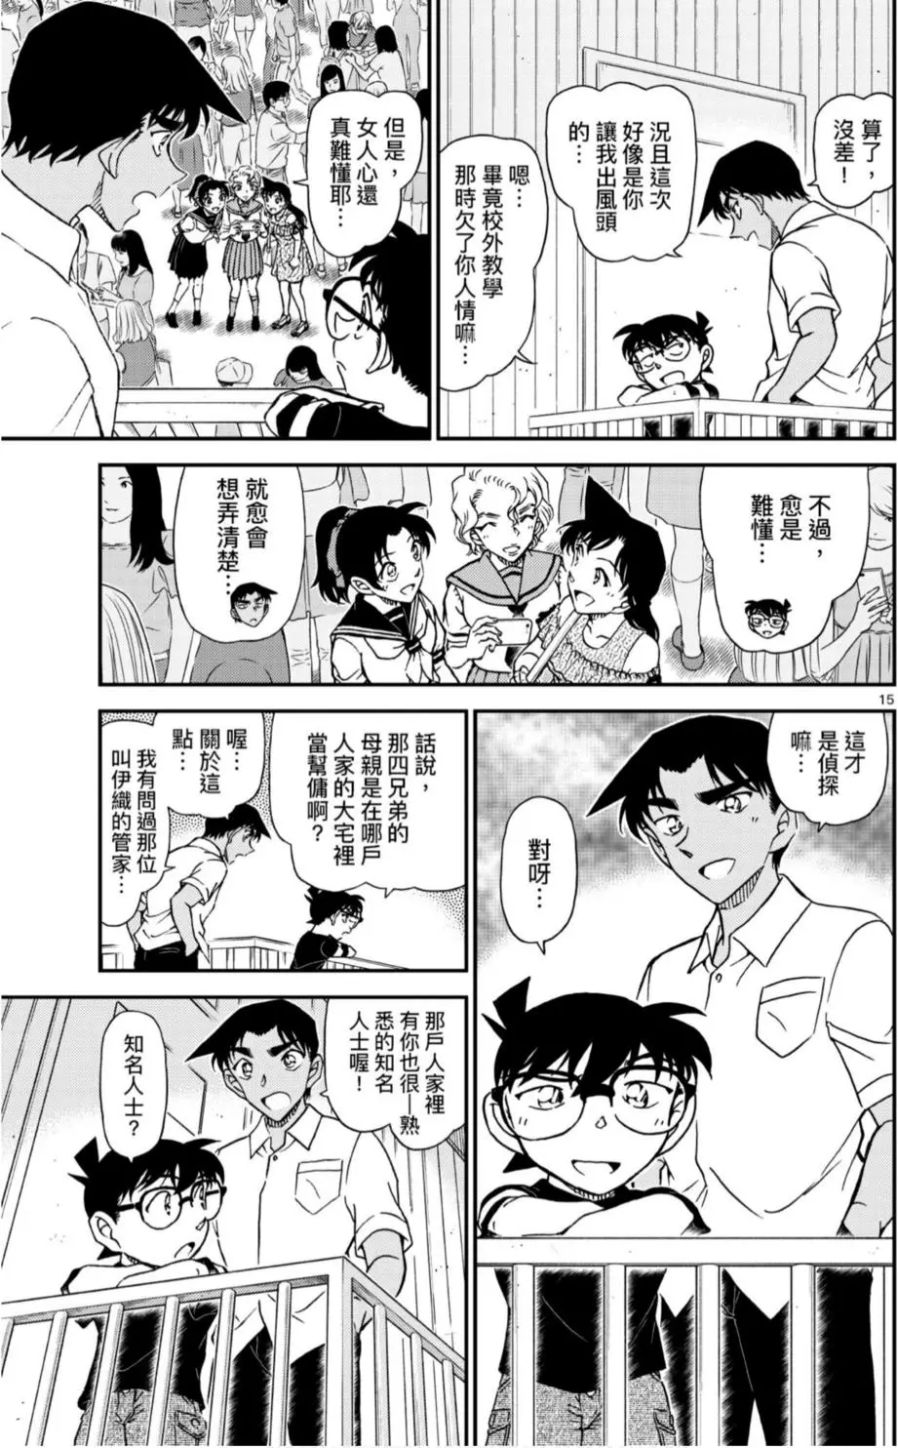 算了，
沒差！
況且這次
好像是你
讓我出風頭
的…
嗯…
畢竟校外教學
那時欠了你人情嘛…
但是，
女人心還
真難懂耶…
不過，
愈是
難懂…
就愈會
想弄清楚…
15
這才
是偵探
嘛…
對呀…
話說，
那四兄弟的
母親是在哪戶
人家的大宅裡
當幫傭啊？
喔…
關於這
點…
我有問過那位
叫伊織的管家…
那戶人家裡
有你也很—熟
悉的知名
人士喔！
知名人士？